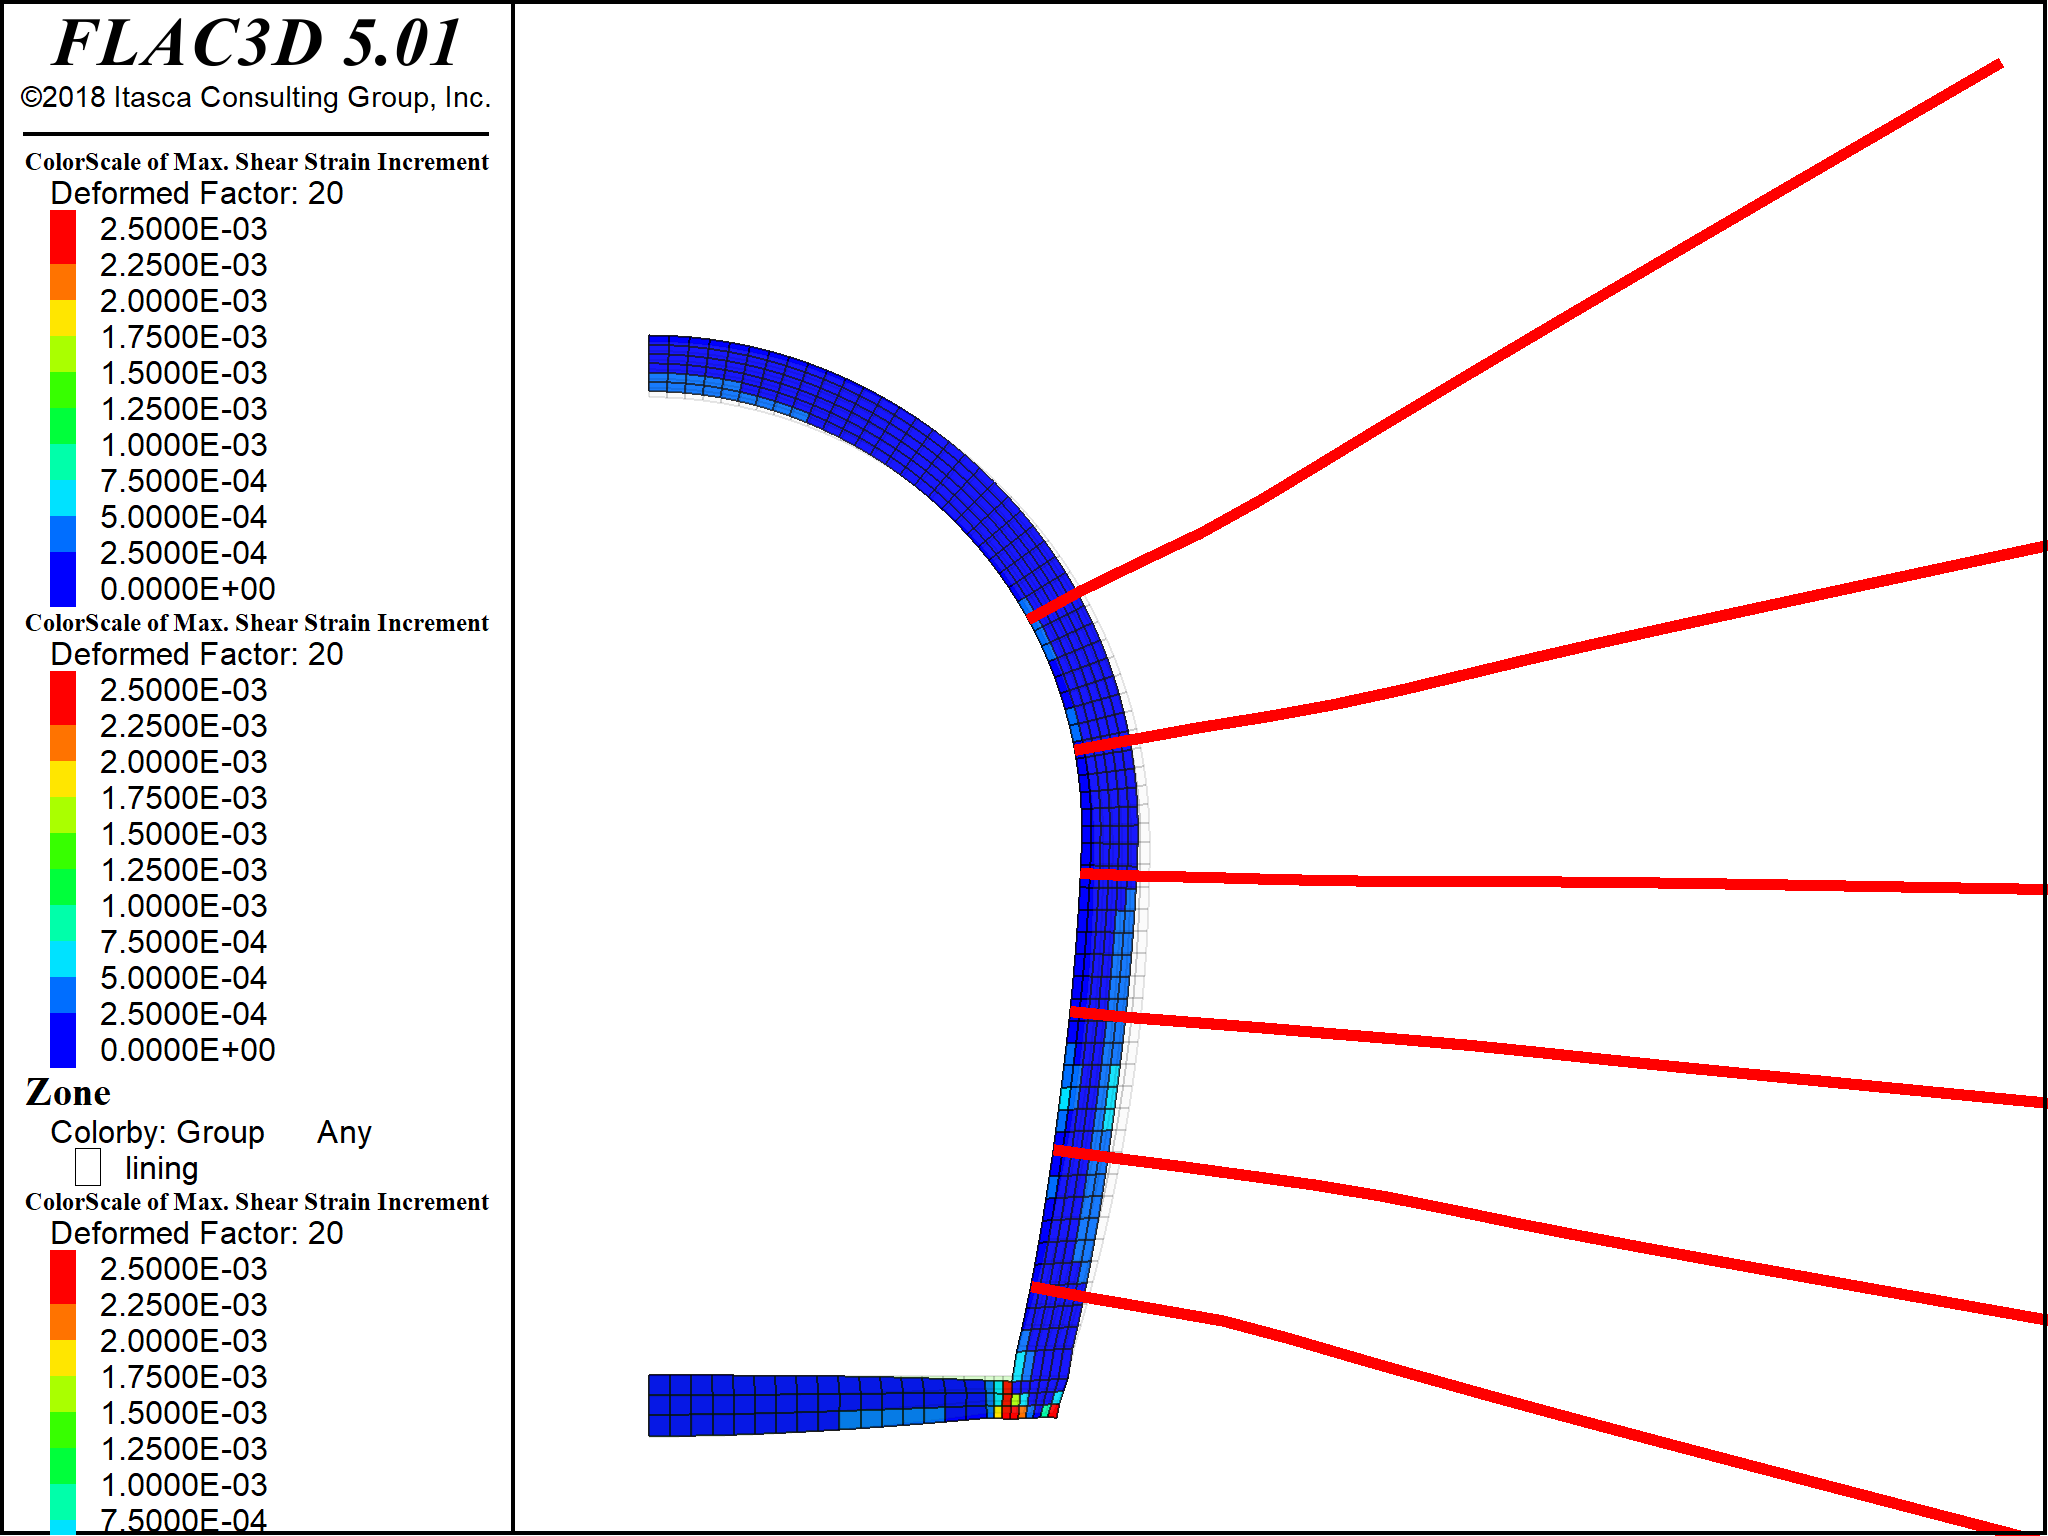 FLAC3D 5.01
©2018 Itasca Consulting Group, Inc.
ColorScale of Max. Shear Strain Increment
Deformed Factor: 20
2.5000E-03
2.2500E-03
2.0000E-03
1.7500E-03
1.5000E-03
1.2500E-03
1.0000E-03
7.5000E-04
5.0000E-04
2.5000E-04
0.0000E+00
ColorScale of Max. Shear Strain Increment
Deformed Factor: 20
2.5000E-03
2.2500E-03
2.0000E-03
1.7500E-03
1.5000E-03
1.2500E-03
1.0000E-03
7.5000E-04
5.0000E-04
2.5000E-04
0.0000E+00
Zone
Colorby: Group Any
lining
ColorScale of Max. Shear Strain Increment
Deformed Factor: 20
2.5000E-03
2.2500E-03
2.0000E-03
1.7500E-03
1.5000E-03
1.2500E-03
1.0000E-03
7.5000E-04